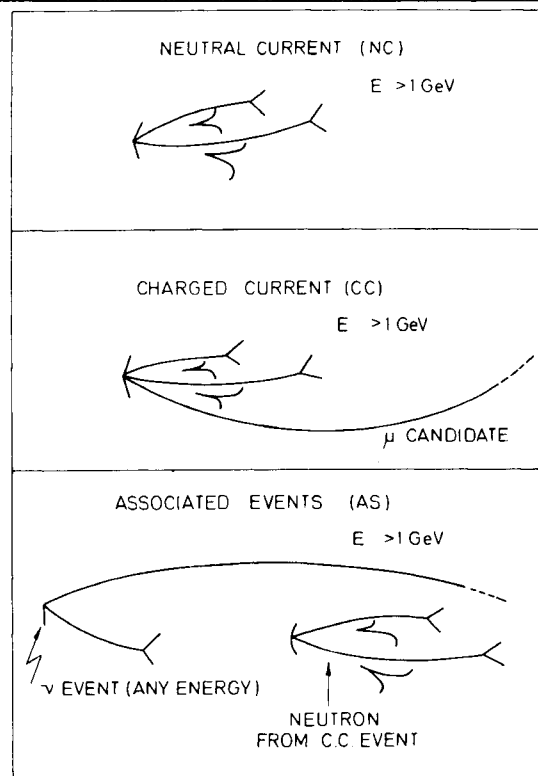 NEUTRAL CURRENT (NC)
E >1 GeV
CHARGED CURRENT (CC)
E >1 GeV
μ CANDIDATE
ASSOCIATED EVENTS (AS)
E >1 GeV
ν EVENT (ANY ENERGY)
NEUTRON
FROM C.C. EVENT